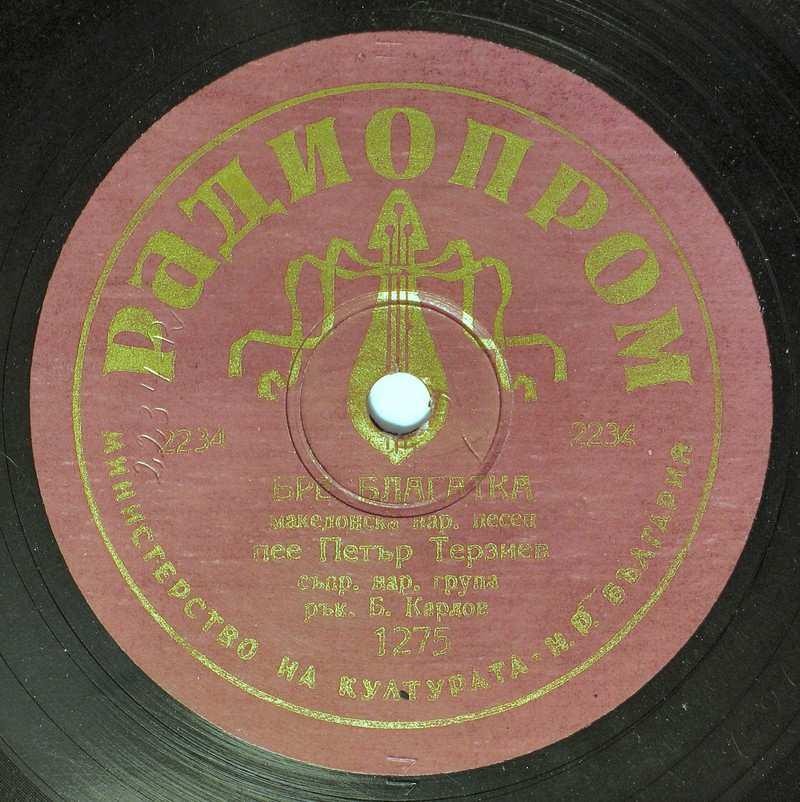 РАДИОПРОМ
2234 2234
БРЕ БЛАГАТКА
македонска нар. песен
пее Петър Терзиев
съпр. нар. група
рък. Б. Карлов
1275
МИНИСТЕРСТВО НА КУЛТУРАТА · Н.Р. БЪЛГАРИЯ